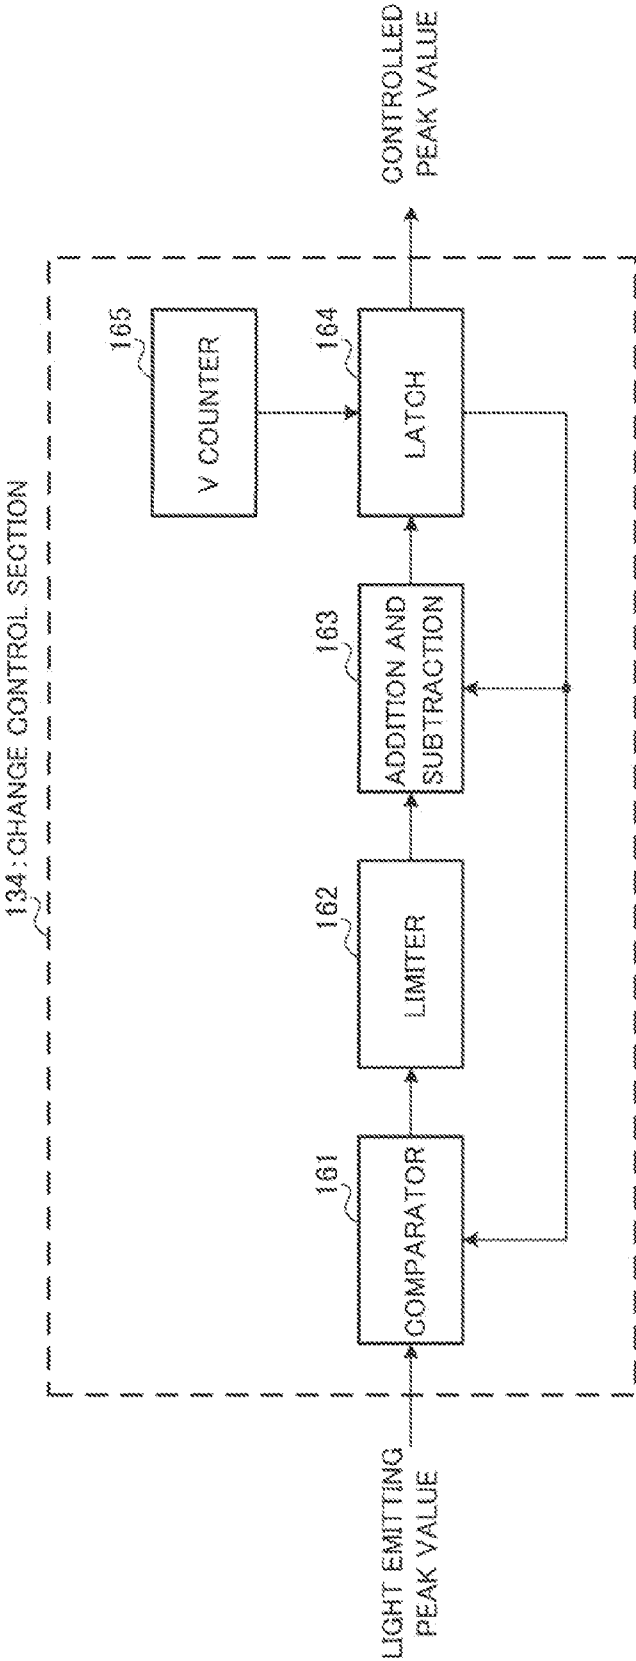 134 : CHANGE CONTROL SECTION
165
V COUNTER
LIGHT EMITTING
PEAK VALUE
161
COMPARATOR
162
LIMITER
163
ADDITION AND
SUBTRACTION
164
LATCH
CONTROLLED
PEAK VALUE